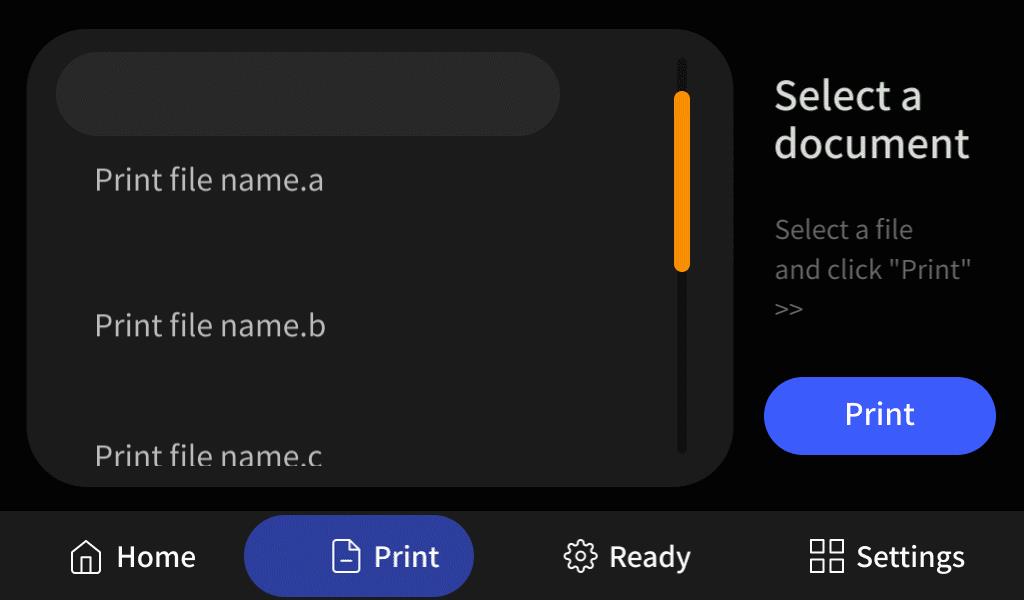 Select a
document
Print file name.a
Select a file
and click "Print"
>>
Print file name.b
Print
Print file name.c
Home
Print
Ready
Settings